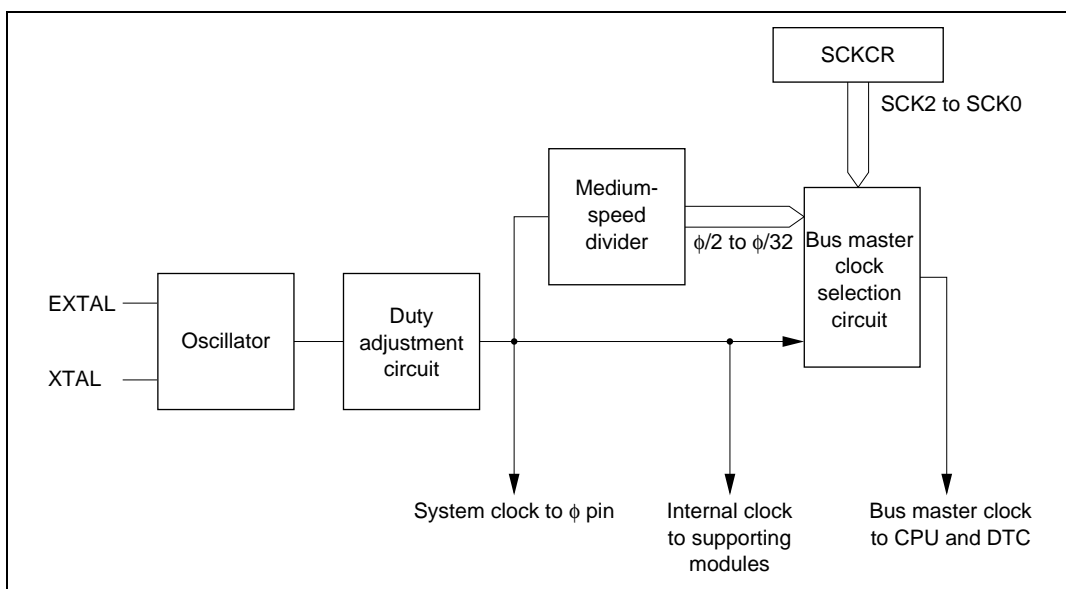 SCKCR
SCK2 to SCK0
Medium-
speed
divider
ϕ/2 to ϕ/32
Bus master
clock
selection
circuit
EXTAL
XTAL
Oscillator
Duty
adjustment
circuit
System clock to ϕ pin
Internal clock
to supporting
modules
Bus master clock
to CPU and DTC